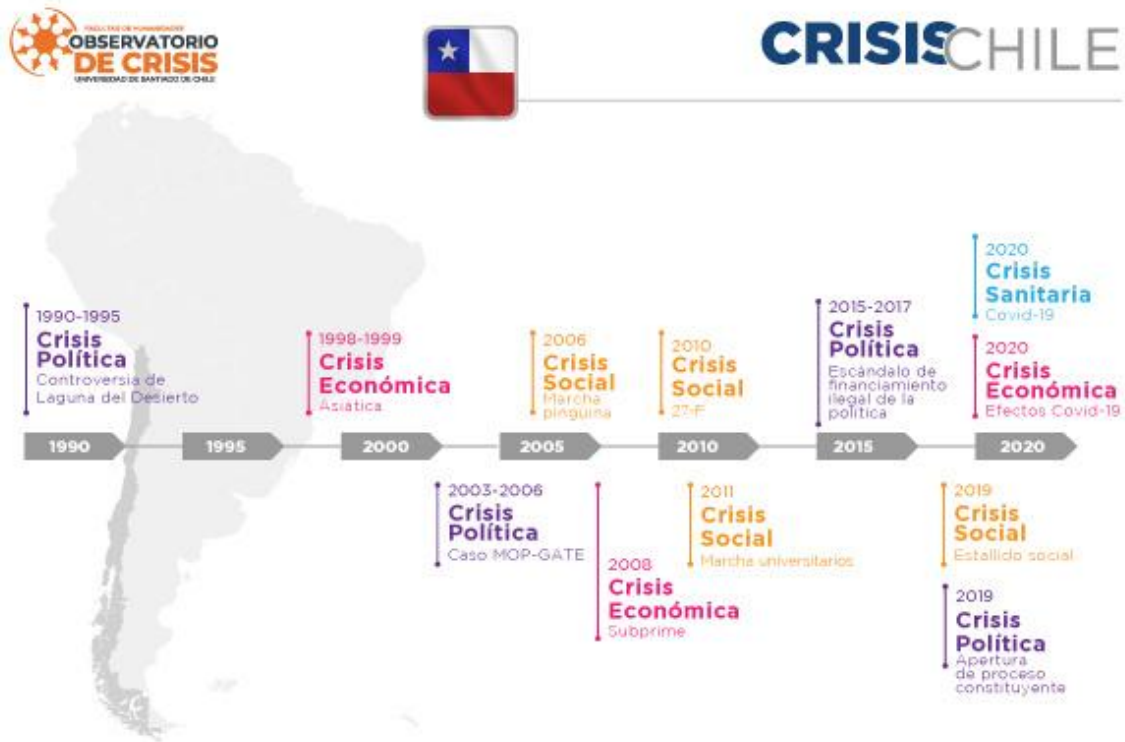 FACULTAD DE HUMANIDADES
OBSERVATORIO
DE CRISIS
UNIVERSIDAD DE SANTIAGO DE CHILE
CRISISCHILE
1990-1995
Crisis
Política
Controversia de
Laguna del Desierto
1998-1999
Crisis
Económica
Asiática
2006
Crisis
Social
Marcha
pingüina
2010
Crisis
Social
27-F
2015-2017
Crisis
Política
Escándalo de
financiamiento
ilegal de la
política
2020
Crisis
Sanitaria
Covid-19
2020
Crisis
Económica
Efectos Covid-19
1990
1995
2000
2005
2010
2015
2020
2003-2006
Crisis
Política
Caso MOP-GATE
2008
Crisis
Económica
Subprime
2011
Crisis
Social
Marcha universitarios
2019
Crisis
Social
Estallido social
2019
Crisis
Política
Apertura
de proceso
constituyente